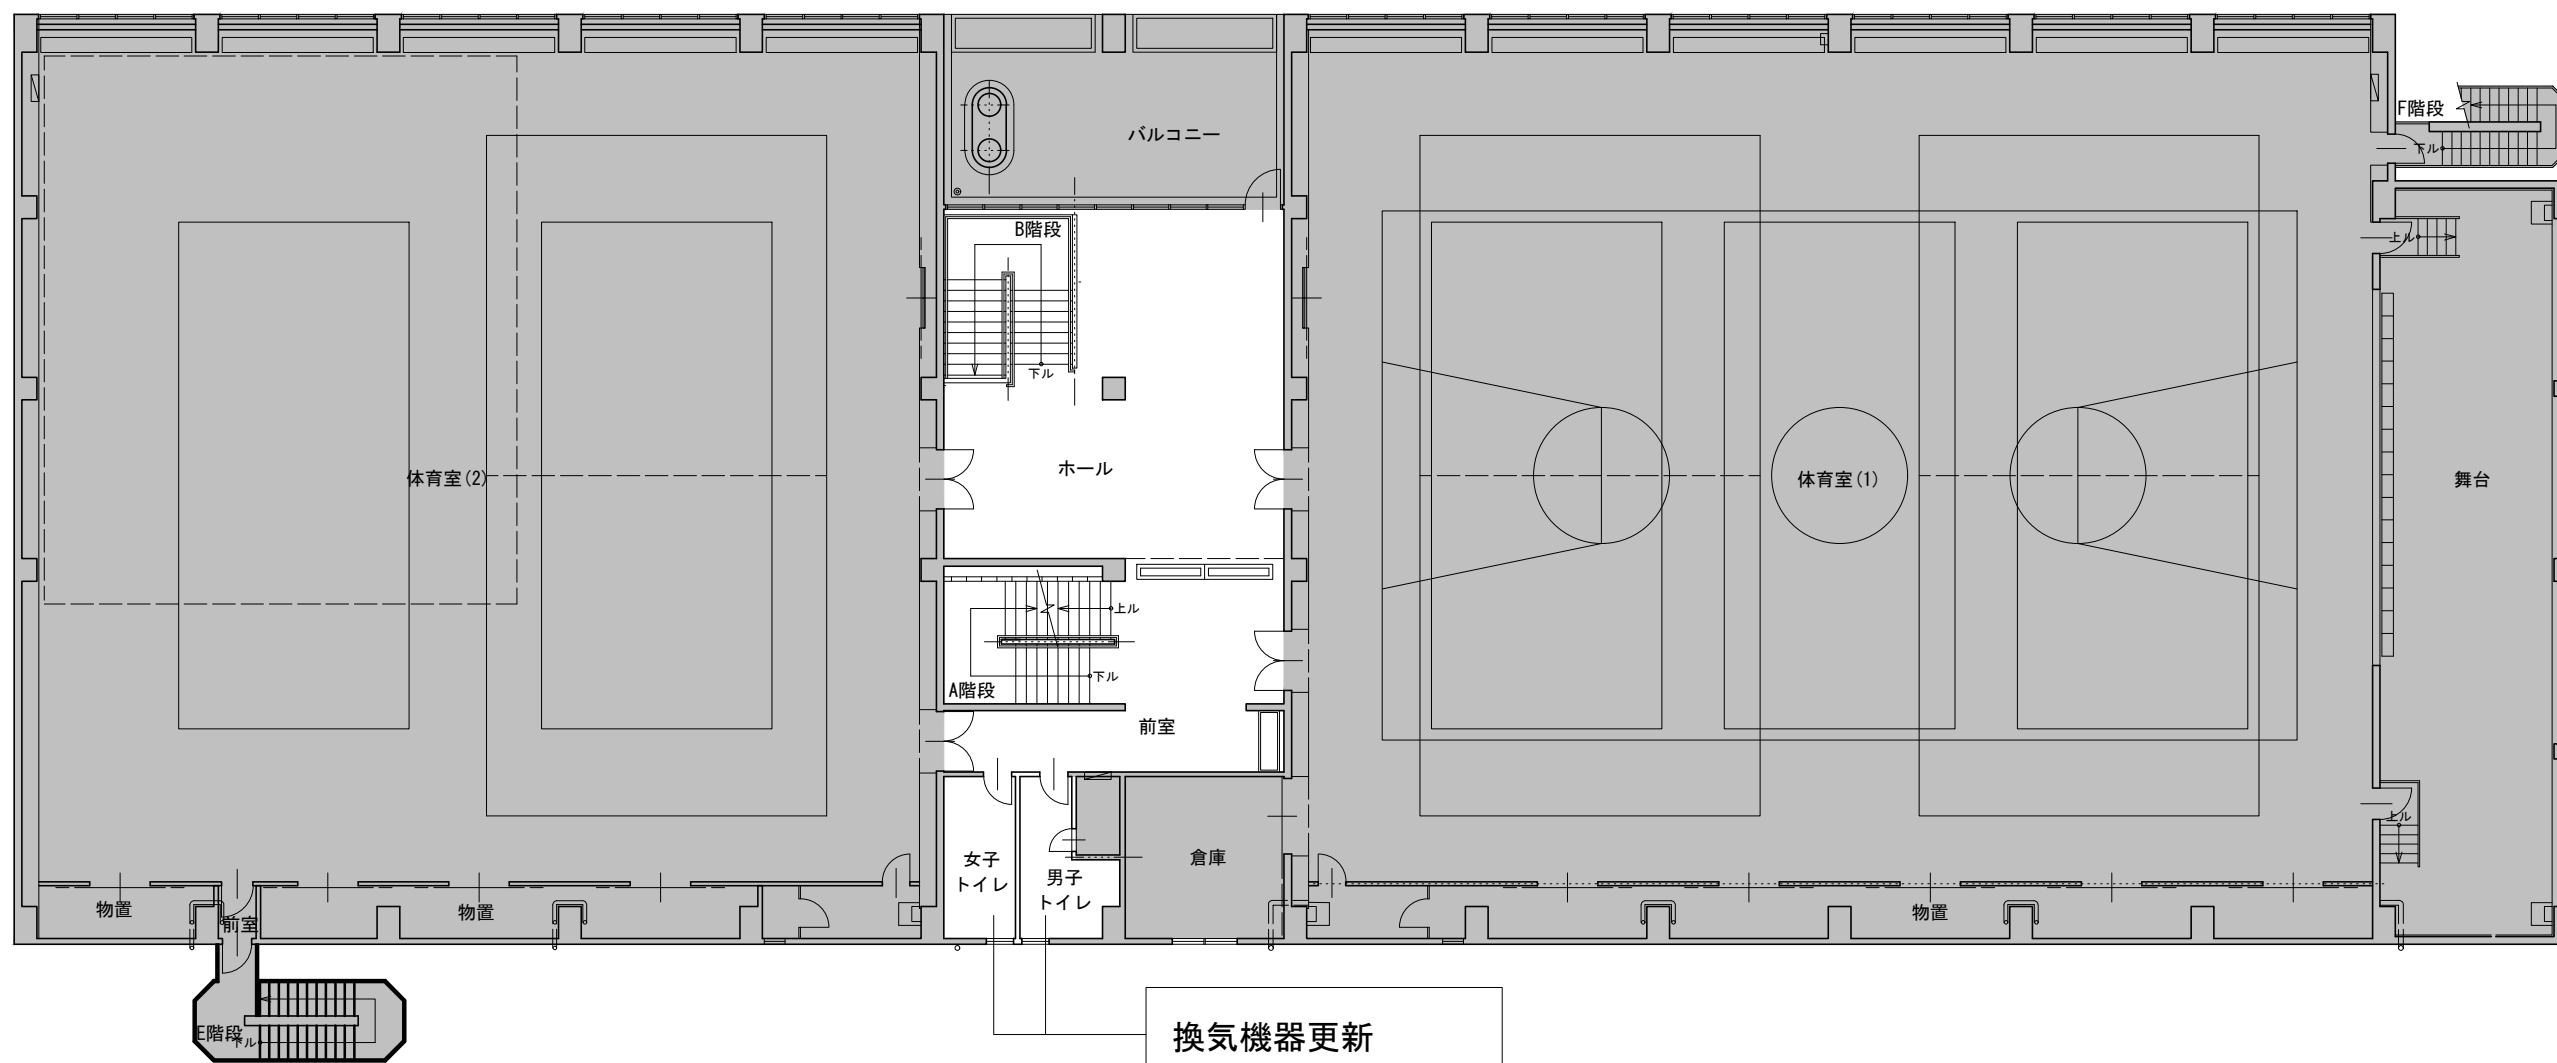 バルコニー
F階段
下ル
B階段
上ル
下ル
ホール
体育室(2)
体育室(1)
舞台
上ル
下ル
A階段
前室
上ル
女子
トイレ
男子
トイレ
倉庫
物置
前室
物置
物置
E階段
下ル
換気機器更新